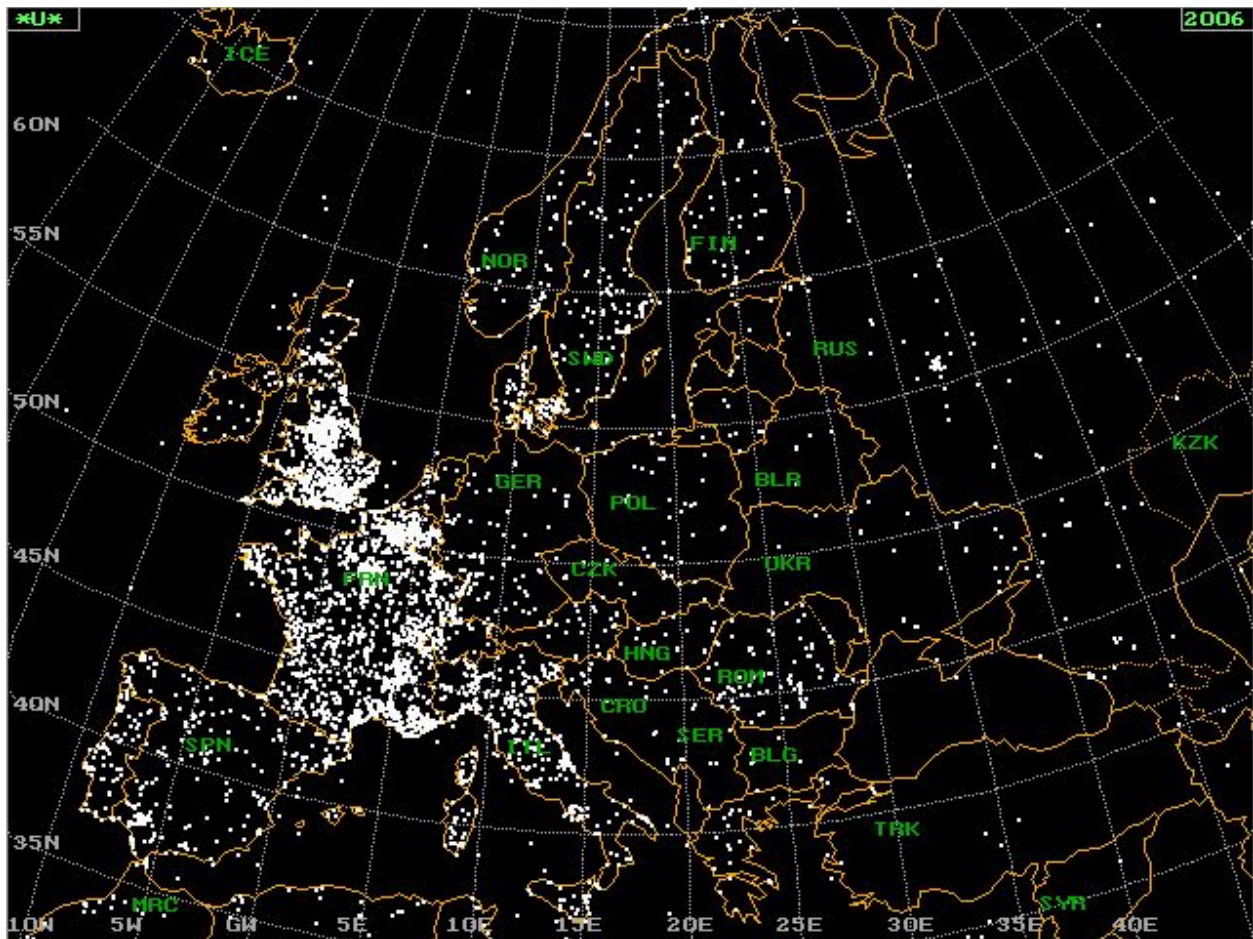 *U*
2006
ICE
60N
55N
NOR
FIN
SWD
RUS
50N
KZK
GER
POL
BLR
45N
FRN
CZK
UKR
HNG
ROM
40N
SPN
CRO
SER
ITL
BLG
35N
TRK
MRC
SYR
10N 5W GW 5E 10E 15E 20E 25E 30E 35E 40E